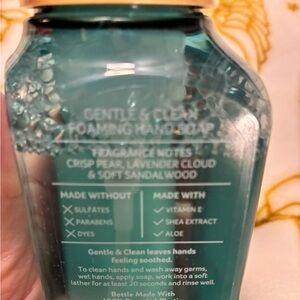 GENTLE & CLEAN
FOAMING HAND SOAP
FRAGRANCE NOTES
CRISP PEAR, LAVENDER CLOUD
& SOFT SANDALWOOD
MADE WITHOUT
SULFATES
PARABENS
DYES
MADE WITH
VITAMIN E
SHEA EXTRACT
ALOE
Gentle & Clean leaves hands
feeling soothed.
To clean hands and wash away germs,
wet hands, apply soap, work into a soft
lather for at least 20 seconds and rinse well.
Bottle Made With